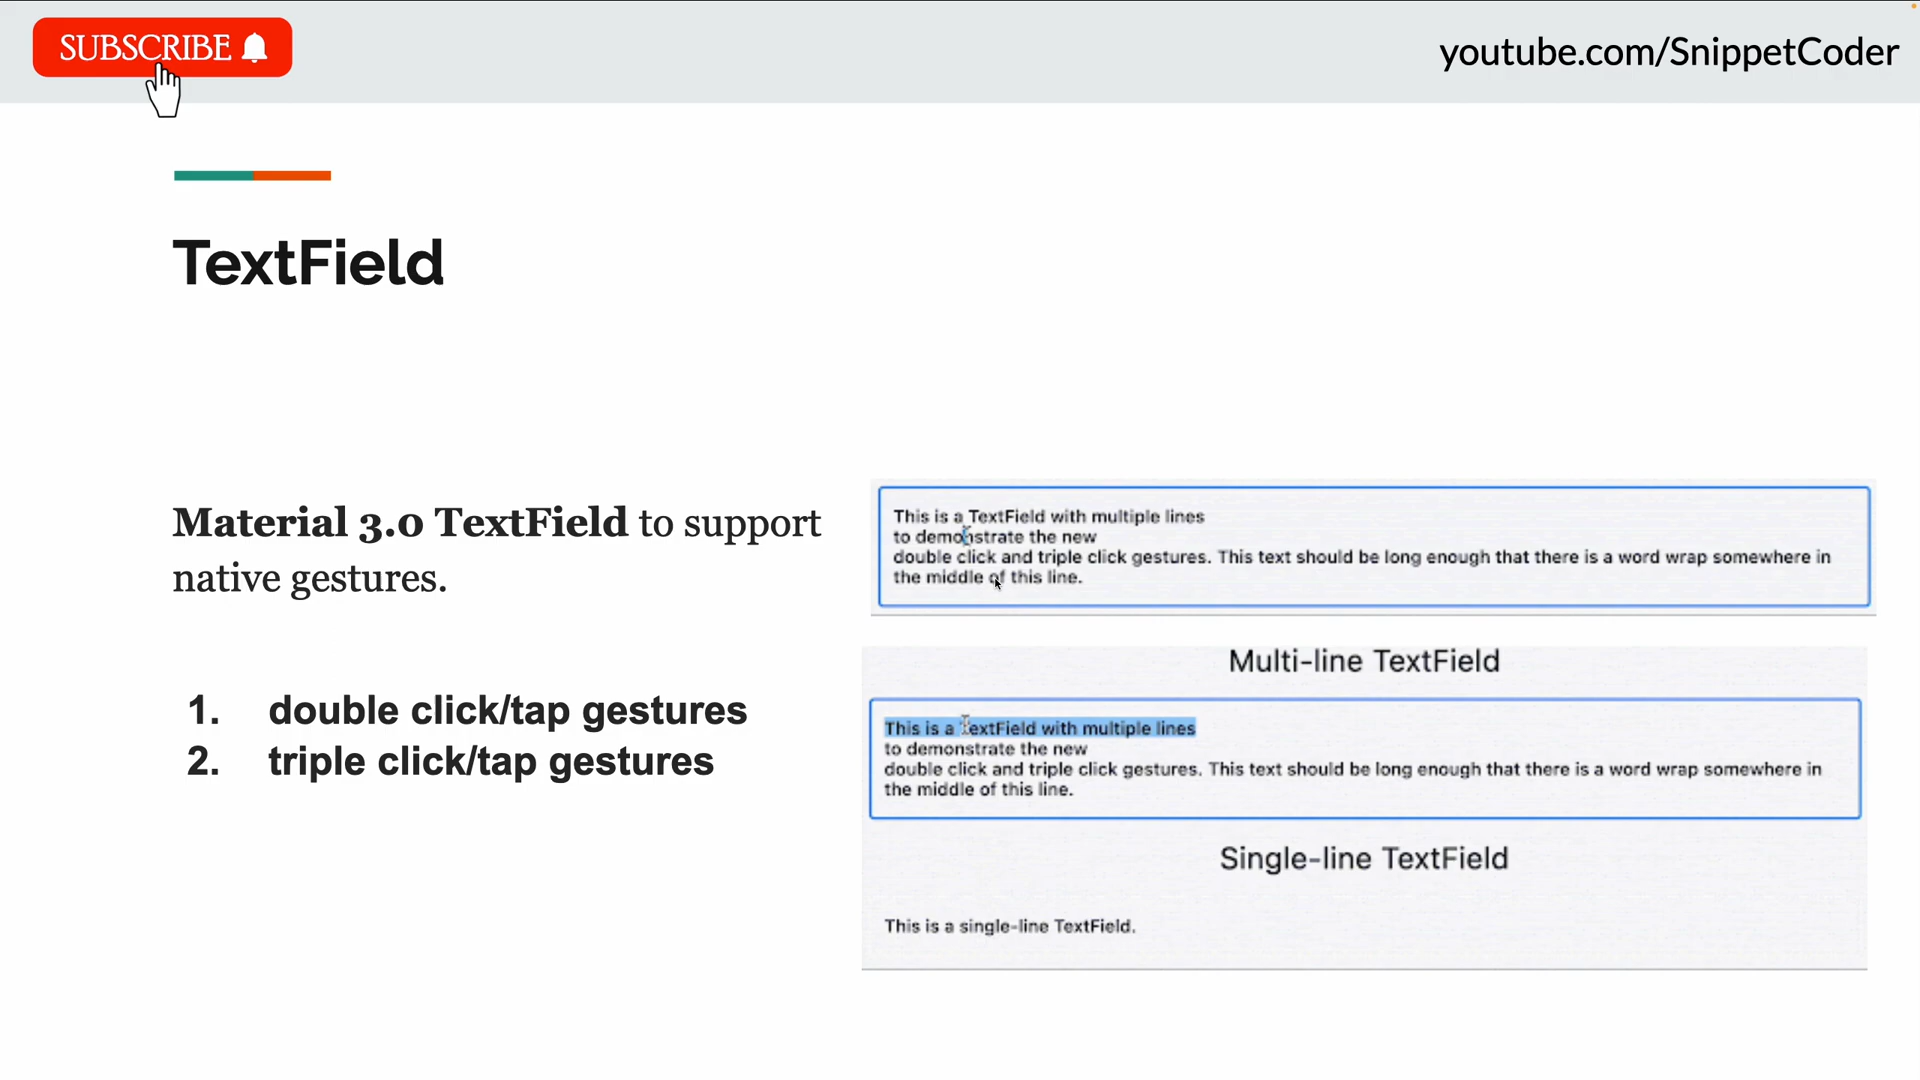 SUBSCRIBE
youtube.com/SnippetCoder
TextField
Material 3.0 TextField to support
native gestures.
1. double click/tap gestures
2. triple click/tap gestures
This is a TextField with multiple lines
to demonstrate the new
double click and triple click gestures. This text should be long enough that there is a word wrap somewhere in
the middle of this line.
Multi-line TextField
This is a TextField with multiple lines
to demonstrate the new
double click and triple click gestures. This text should be long enough that there is a word wrap somewhere in
the middle of this line.
Single-line TextField
This is a single-line TextField.